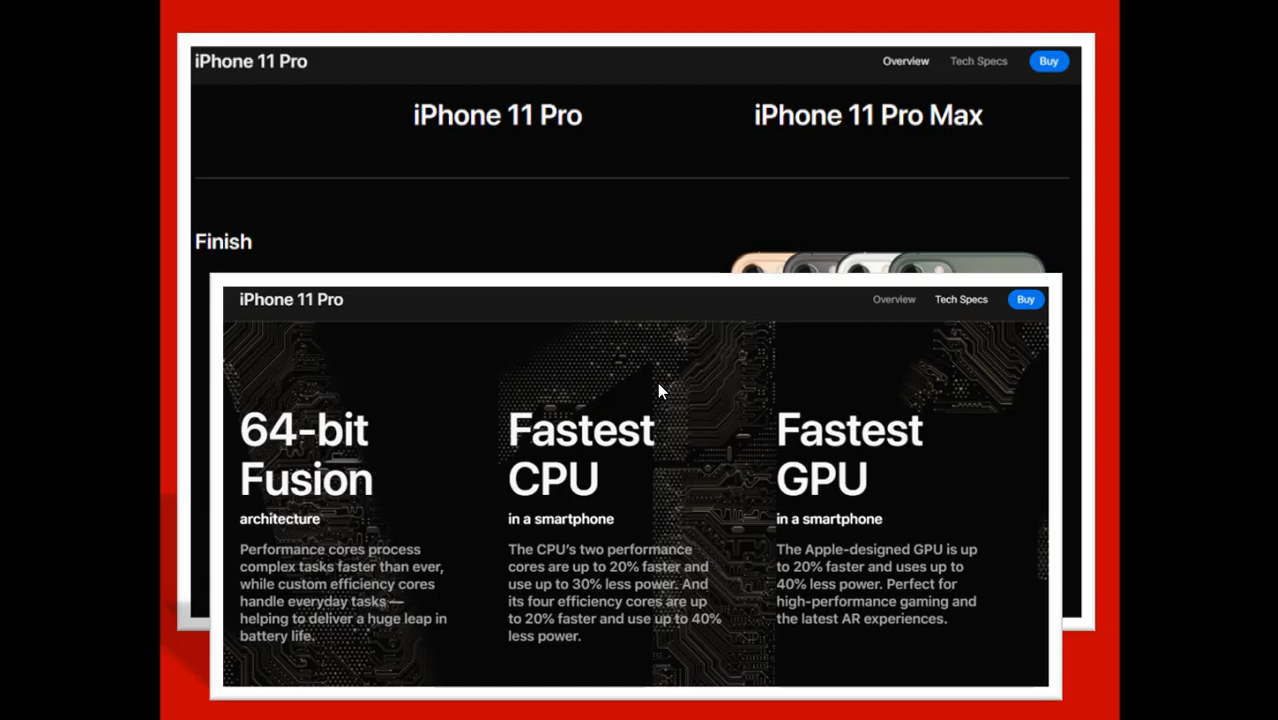 iPhone 11 Pro
Overview Tech Specs Buy
iPhone 11 Pro iPhone 11 Pro Max
Finish
iPhone 11 Pro
Overview Tech Specs Buy
64-bit
Fusion
architecture
Performance cores process
complex tasks faster than ever,
while custom efficiency cores
handle everyday tasks —
helping to deliver a huge leap in
battery life.
Fastest
CPU
in a smartphone
The CPU's two performance
cores are up to 20% faster and
use up to 30% less power. And
its four efficiency cores are up
to 20% faster and use up to 40%
less power.
Fastest
GPU
in a smartphone
The Apple-designed GPU is up
to 20% faster and uses up to
40% less power. Perfect for
high-performance gaming and
the latest AR experiences.